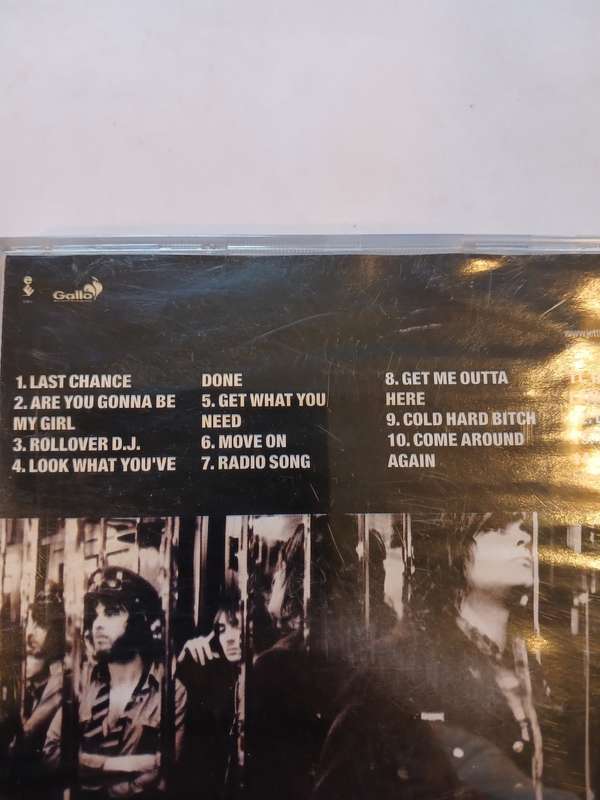 Gallo
1. LAST CHANCE
2. ARE YOU GONNA BE
MY GIRL
3. ROLLOVER D.J.
4. LOOK WHAT YOU'VE
DONE
5. GET WHAT YOU
NEED
6. MOVE ON
7. RADIO SONG
8. GET ME OUTTA
HERE
9. COLD HARD BITCH
10. COME AROUND
AGAIN